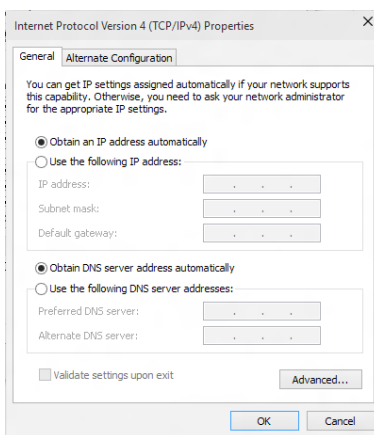 Internet Protocol Version 4 (TCP/IPv4) Properties
General
Alternate Configuration
You can get IP settings assigned automatically if your network supports
this capability. Otherwise, you need to ask your network administrator
for the appropriate IP settings.
Obtain an IP address automatically
Use the following IP address:
IP address:
Subnet mask:
Default gateway:
Obtain DNS server address automatically
Use the following DNS server addresses:
Preferred DNS server:
Alternate DNS server:
Validate settings upon exit
Advanced...
OK
Cancel